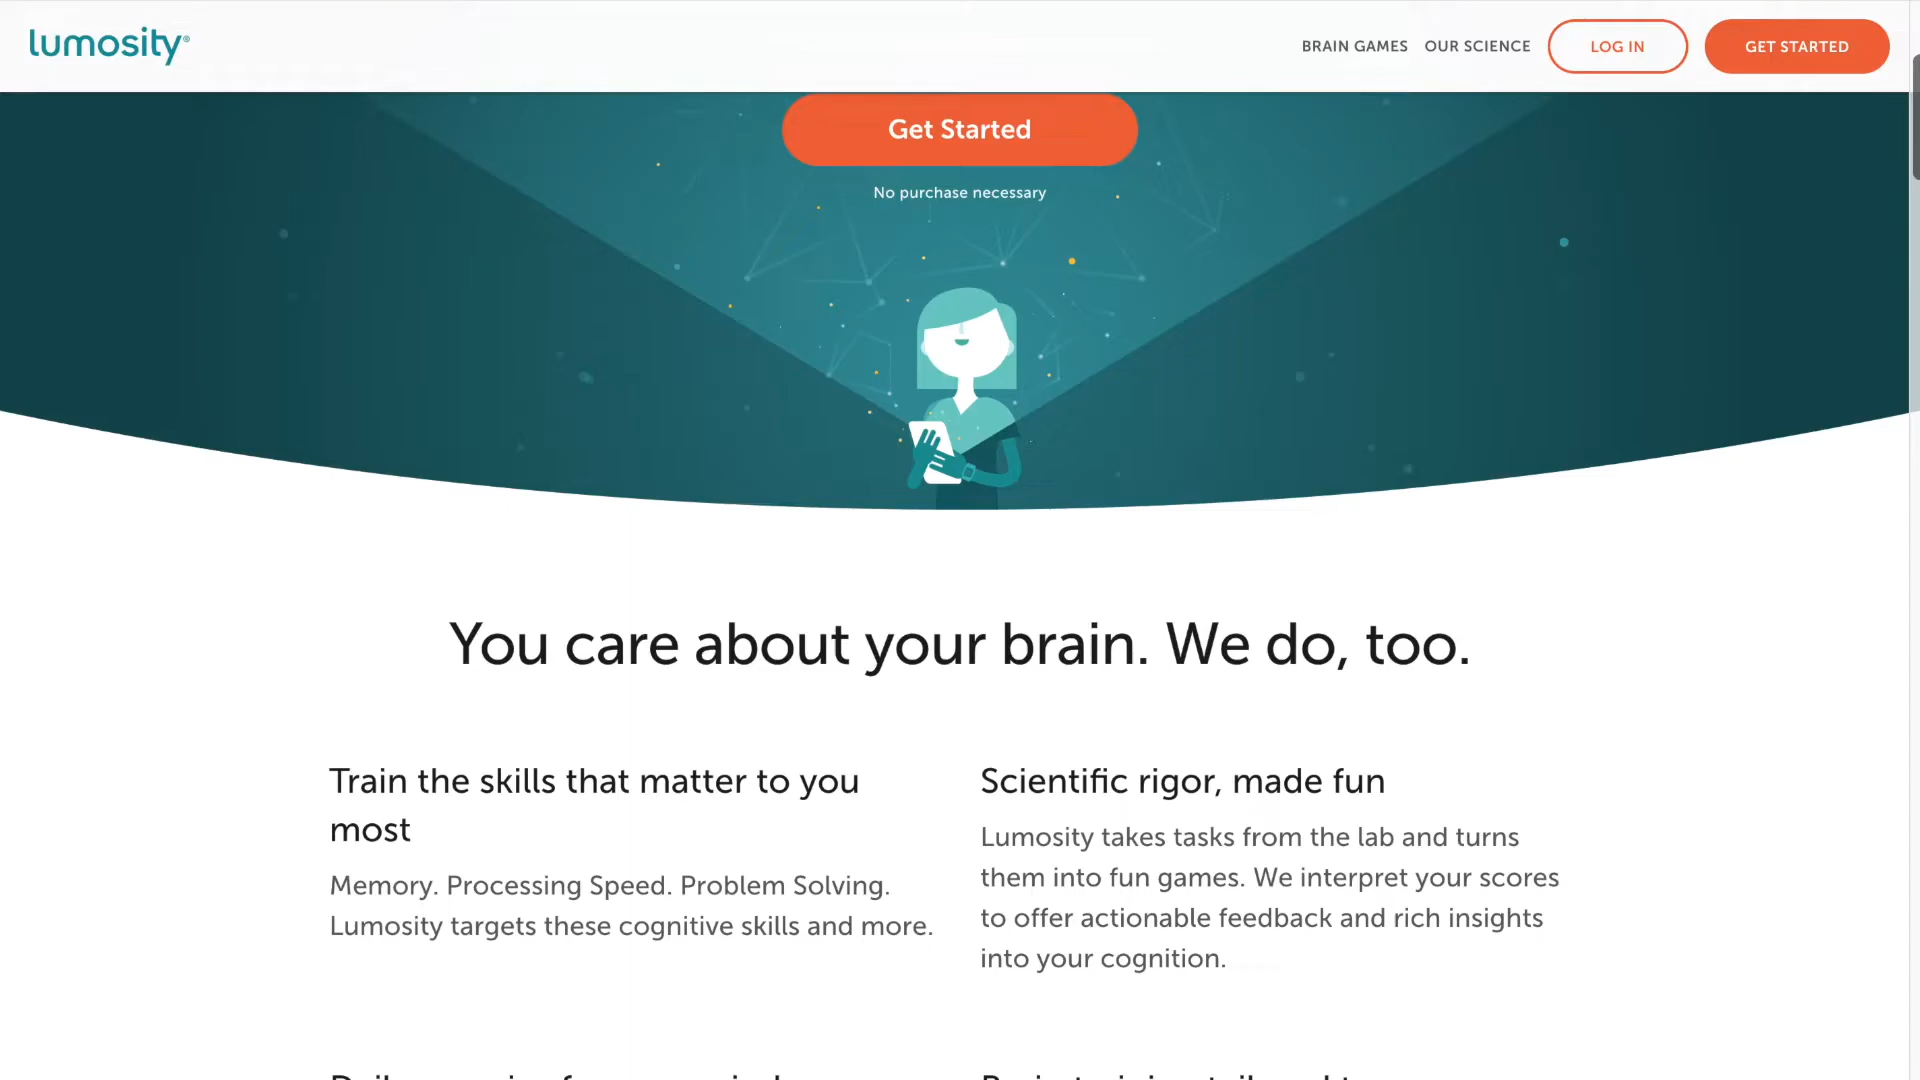 lumosity®
BRAIN GAMES
OUR SCIENCE
LOG IN
GET STARTED
Get Started
No purchase necessary
You care about your brain. We do, too.
Train the skills that matter to you
most
Memory. Processing Speed. Problem Solving.
Lumosity targets these cognitive skills and more.
Scientific rigor, made fun
Lumosity takes tasks from the lab and turns
them into fun games. We interpret your scores
to offer actionable feedback and rich insights
into your cognition.